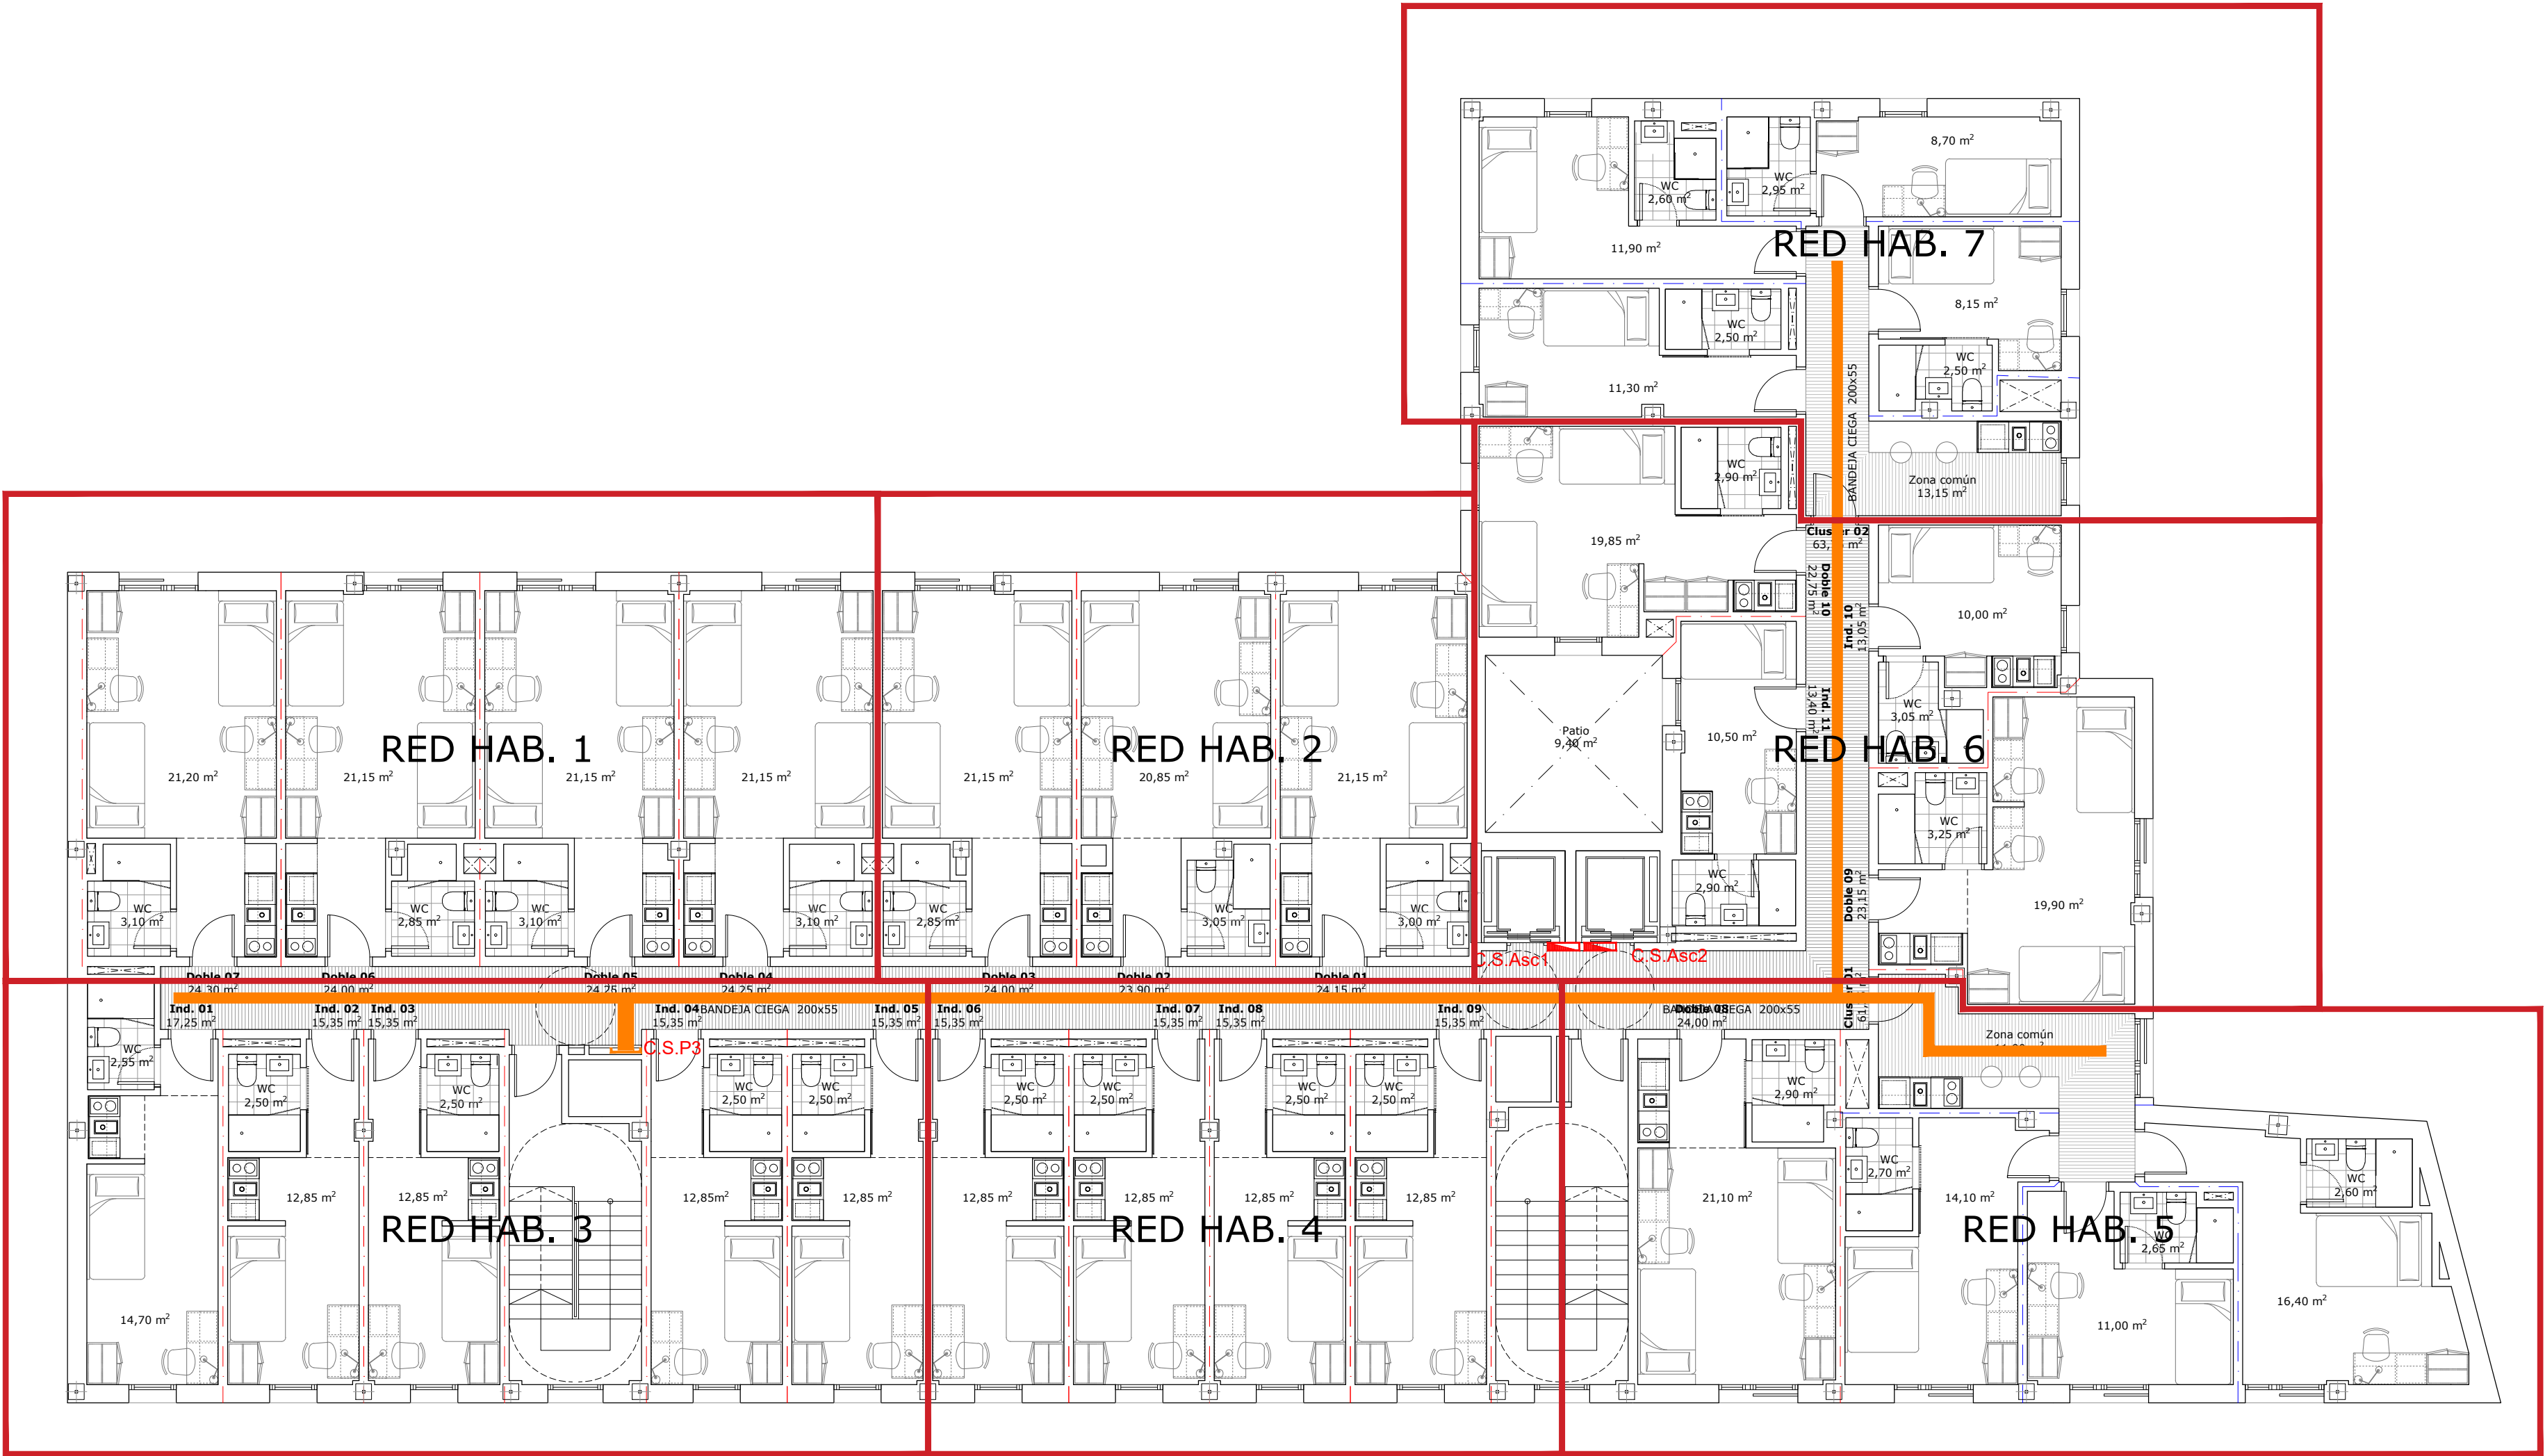 8,70 m²
WC
2,60 m²
WC
2,95 m²
11,90 m²
RED HAB. 7
8,15 m²
WC
2,50 m²
WC
2,50 m²
11,30 m²
BANDEJA CIEGA 200x55
WC
2,90 m²
Zona común
13,15 m²
19,85 m²
Cluster 02
Doble 10
22,75 m²
Ind. 10
13,05 m²
10,00 m²
Ind. 11
13,40 m²
WC
3,05 m²
Patio
9,40 m²
10,50 m²
RED HAB. 6
RED HAB. 1
RED HAB. 2
21,20 m²
21,15 m²
21,15 m²
21,15 m²
21,15 m²
20,85 m²
21,15 m²
WC
3,25 m²
WC
2,90 m²
Doble 09
23,15 m²
19,90 m²
WC
3,10 m²
WC
2,85 m²
WC
3,10 m²
WC
3,10 m²
WC
2,85 m²
WC
3,05 m²
WC
3,00 m²
C.S.Asc1
C.S.Asc2
Doble 07
24,30 m²
Doble 06
24,00 m²
Doble 05
24,25 m²
Doble 04
24,25 m²
Doble 03
24,00 m²
Doble 02
23,90 m²
Doble 01
24,15 m²
Cluster 01
Ind. 01
17,25 m²
Ind. 02
15,35 m²
Ind. 03
15,35 m²
Ind. 04
15,35 m²
BANDEJA CIEGA 200x55
Ind. 05
15,35 m²
Ind. 06
15,35 m²
Ind. 07
15,35 m²
Ind. 08
15,35 m²
Ind. 09
15,35 m²
BANDEJA CIEGA 200x55
Doble 08
24,00 m²
Zona común
C.S.P3
WC
2,55 m²
WC
2,50 m²
WC
2,50 m²
WC
2,50 m²
WC
2,50 m²
WC
2,50 m²
WC
2,50 m²
WC
2,50 m²
WC
2,50 m²
WC
2,90 m²
WC
2,70 m²
WC
2,60 m²
12,85 m²
12,85 m²
12,85m²
12,85 m²
12,85 m²
12,85 m²
12,85 m²
12,85 m²
21,10 m²
14,10 m²
RED HAB. 3
RED HAB. 4
RED HAB. 5
WC
2,65 m²
14,70 m²
11,00 m²
16,40 m²